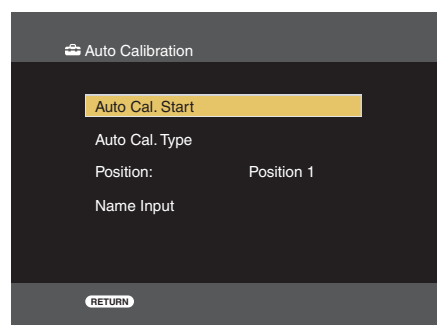 Auto Calibration
Auto Cal. Start
Auto Cal. Type
Position: Position 1
Name Input
RETURN